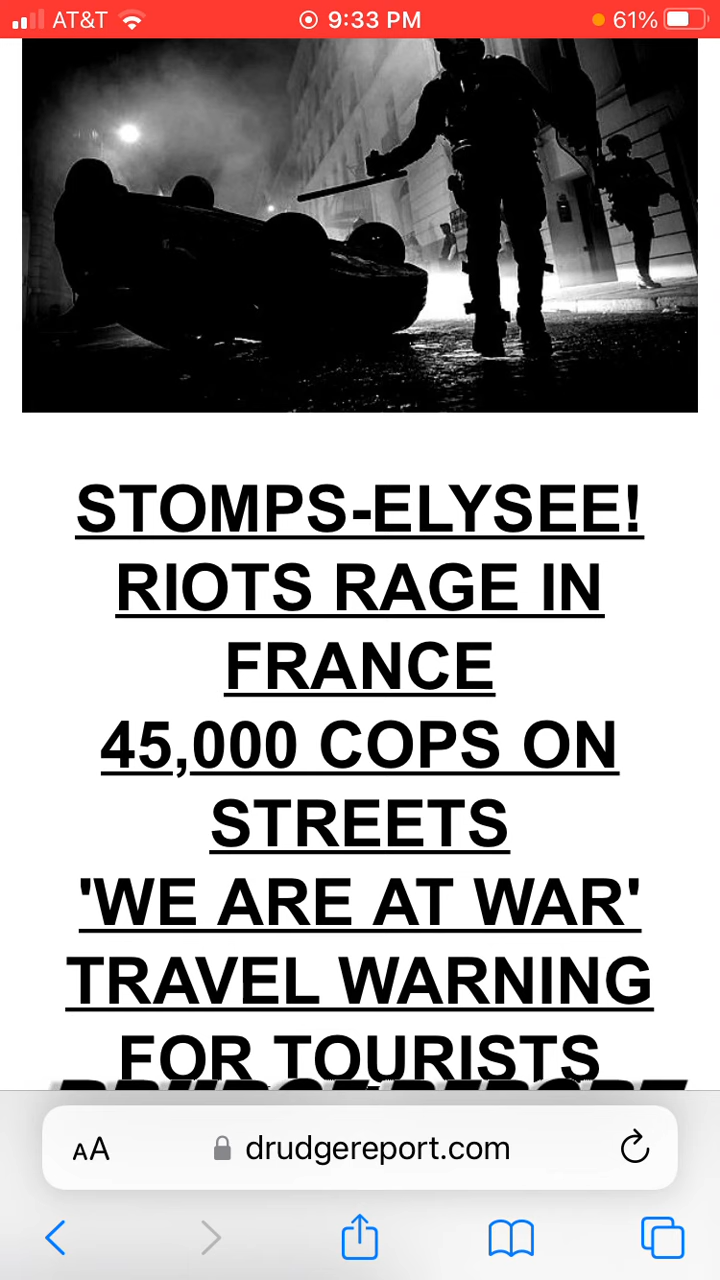 AT&T 9:33 PM 61%
STOMPS-ELYSEE!
RIOTS RAGE IN
FRANCE
45,000 COPS ON
STREETS
'WE ARE AT WAR'
TRAVEL WARNING
FOR TOURISTS
AA drudgereport.com